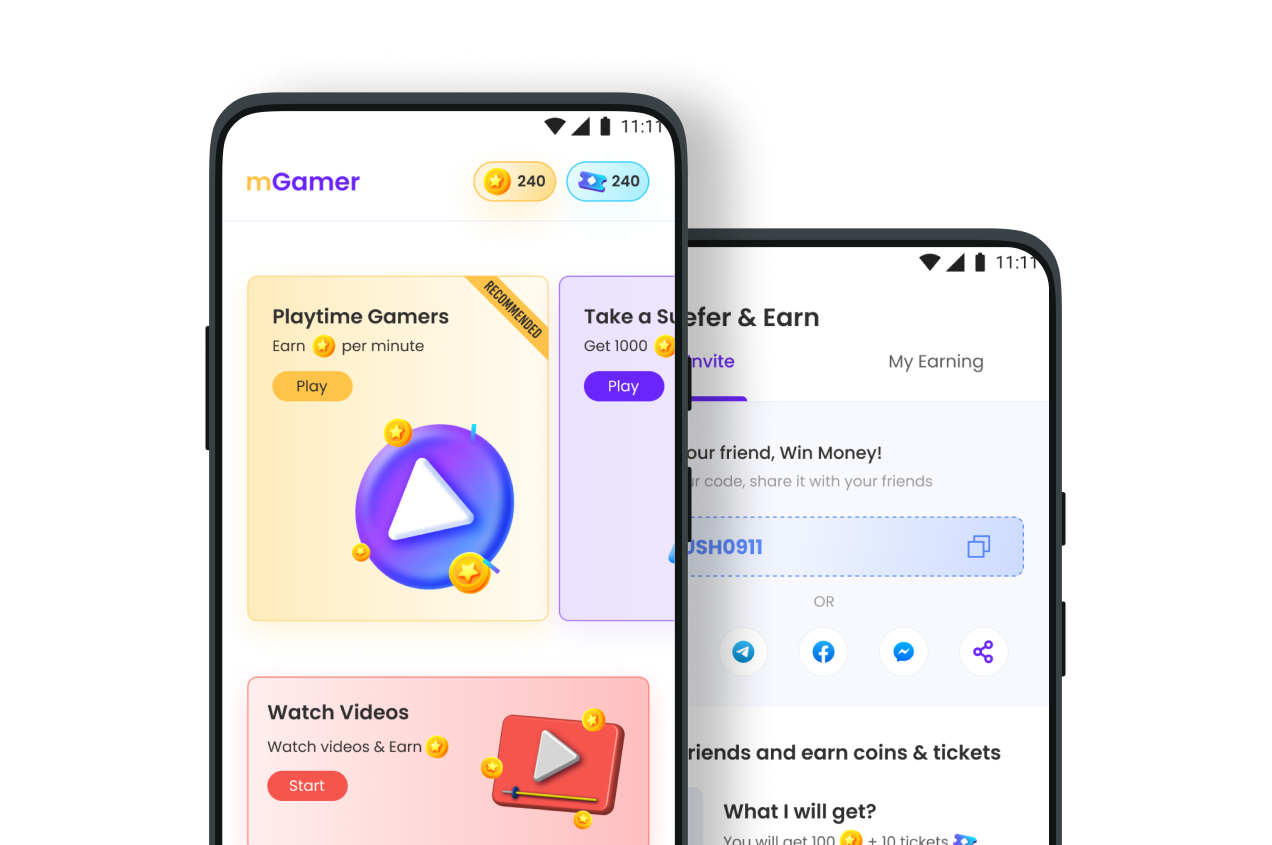 11:11
mGamer
240
240
RECOMMENDED
Playtime Gamers
Earn per minute
Play
Take a Su
Get 1000
Play
Watch Videos
Watch videos & Earn
Start
11:11
efer & Earn
nvite
My Earning
our friend, Win Money!
ur code, share it with your friends
USH0911
OR
riends and earn coins & tickets
What I will get?
You will get 100 + 10 tickets